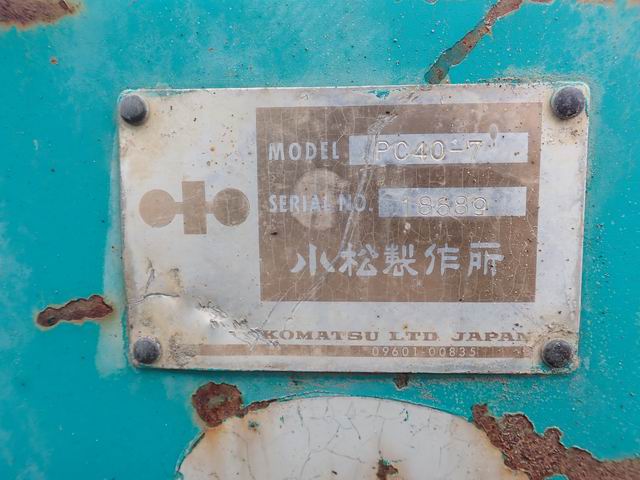 MODEL PC40-7
SERIAL NO. 18689
小松製作所
KOMATSU LTD. JAPAN
09601-00835